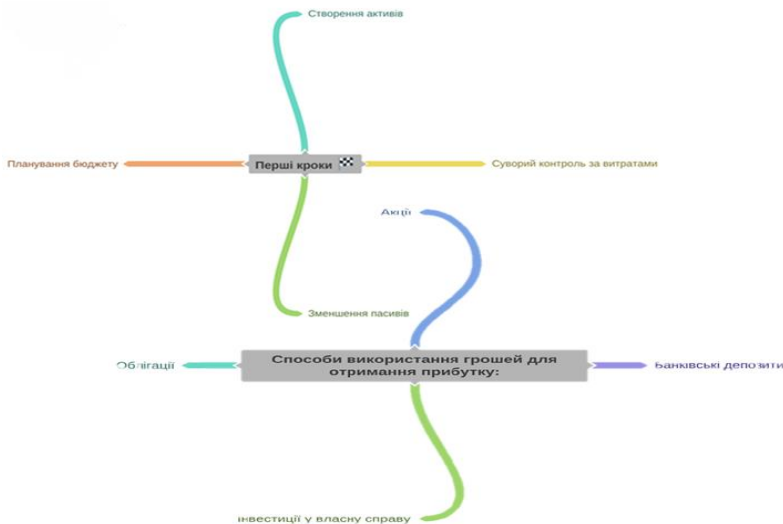 Створення активів
Планування бюджету
Перші кроки
Суворий контроль за витратами
Зменшення пасивів
Акції
Способи використання грошей для
отримання прибутку:
Облігації
Банківські депозити
Інвестиції у власну справу